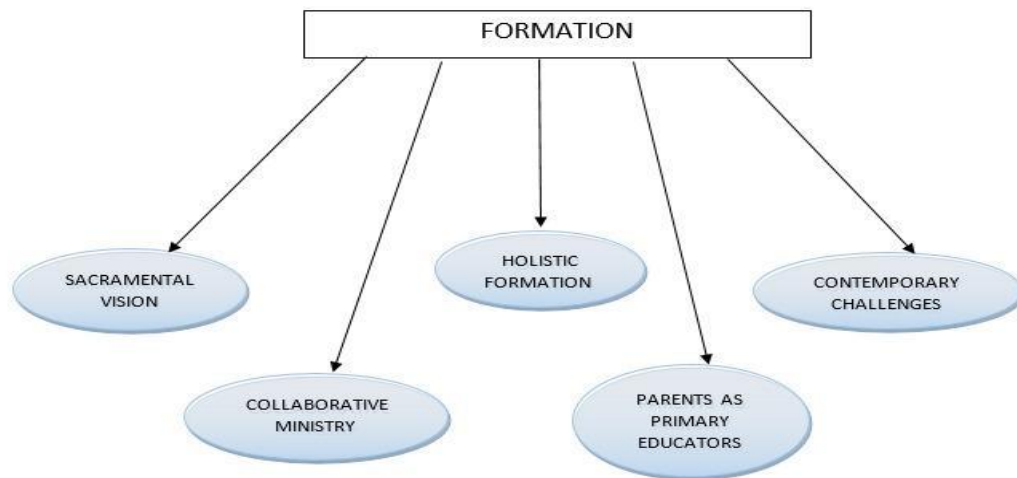 FORMATION
SACRAMENTAL
VISION
HOLISTIC
FORMATION
CONTEMPORARY
CHALLENGES
COLLABORATIVE
MINISTRY
PARENTS AS
PRIMARY
EDUCATORS